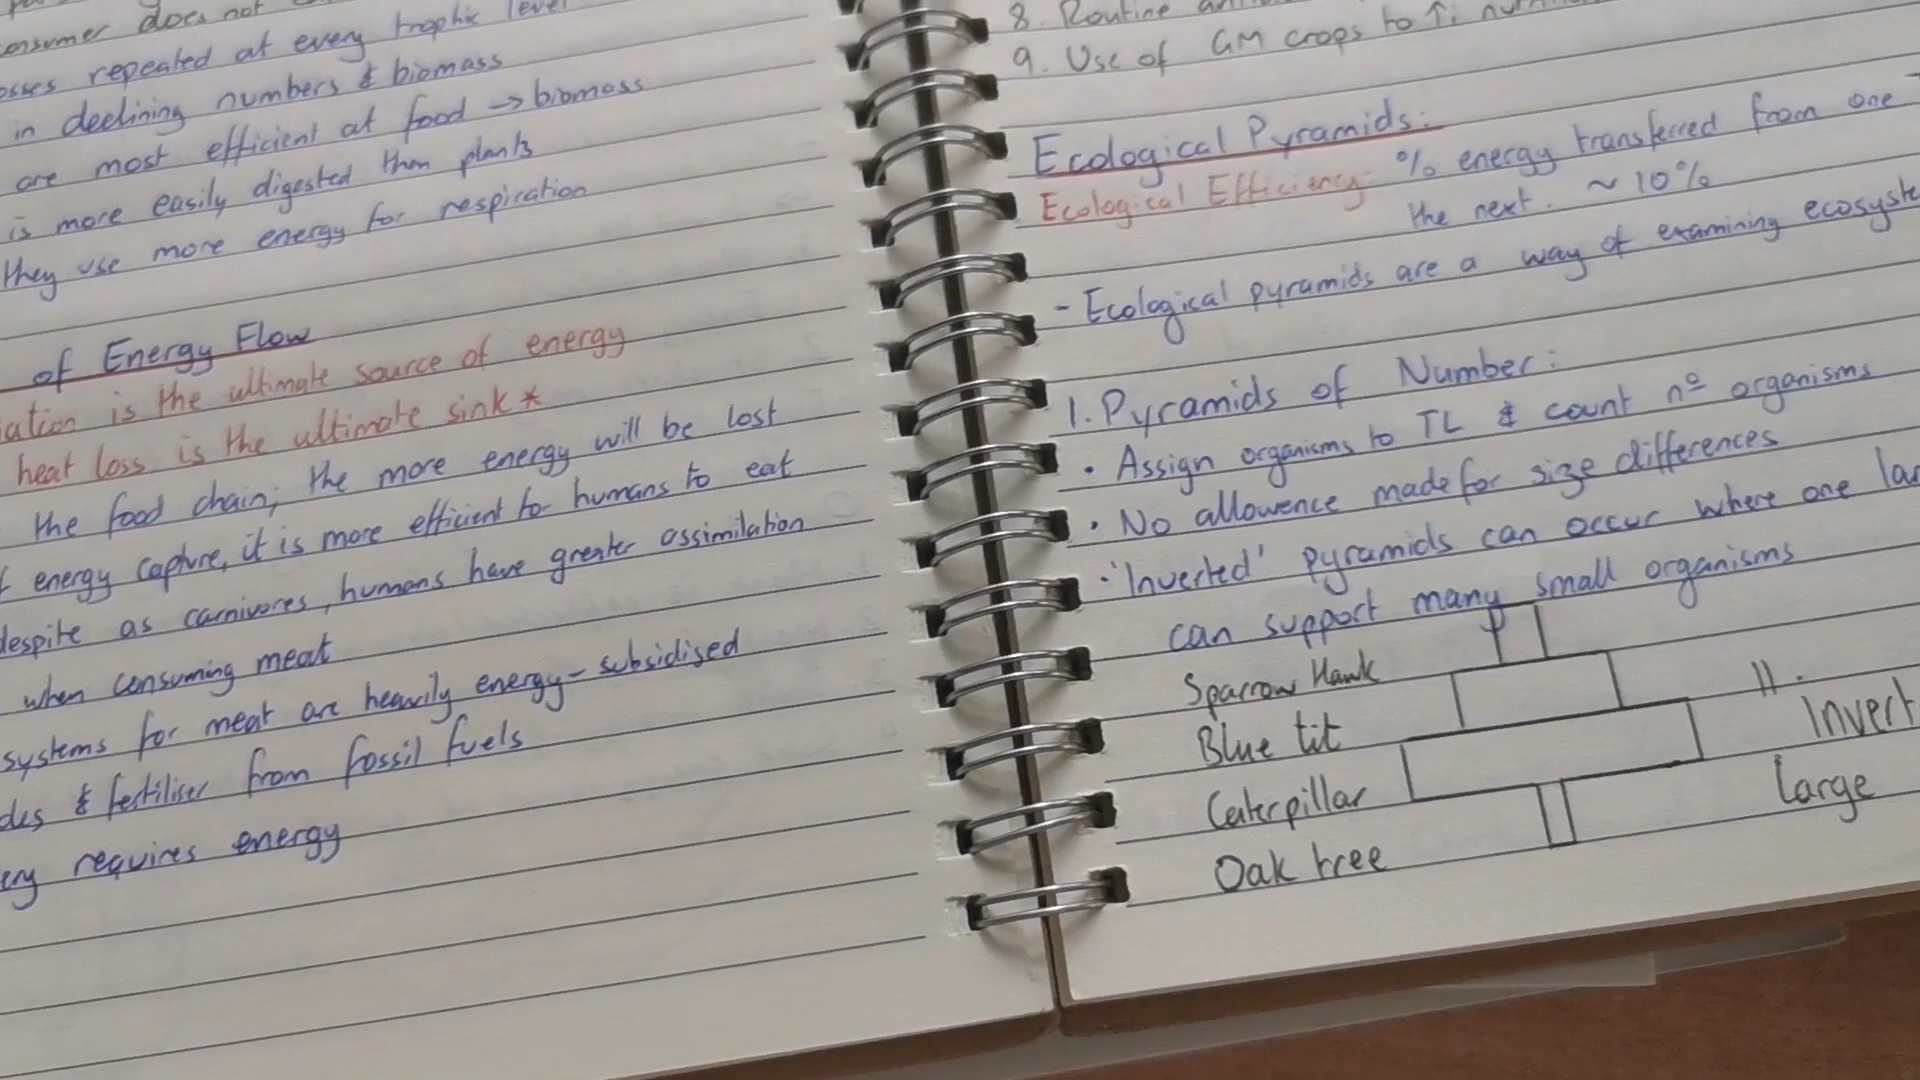 consumer does not
osses repeated at every trophic level
in declining numbers & biomass
are most efficient at food → biomass
is more easily digested than plants
they use more energy for respiration
of Energy Flow
iation is the ultimate source of energy
heat loss is the ultimate sink *
the food chain; the more energy will be lost
f energy capture, it is more efficient for humans to eat
despite as carnivores, humans have greater assimilation
when consuming meat
systems for meat are heavily energy-subsidised
des & fertiliser from fossil fuels
ery requires energy
8. Routine
9. Use of GM crops to ↑
Ecological Pyramids:
Ecological Efficiency: % energy transferred from one
the next. ~10%
- Ecological pyramids are a way of examining ecosyste
1. Pyramids of Number:
• Assign organisms to TL & count nº organisms
• No allowence made for size differences
• 'Inverted' pyramids can occur where one lar
can support many small organisms
Sparrow Hawk
Blue tit
Invert
Caterpillar
Large
Oak tree